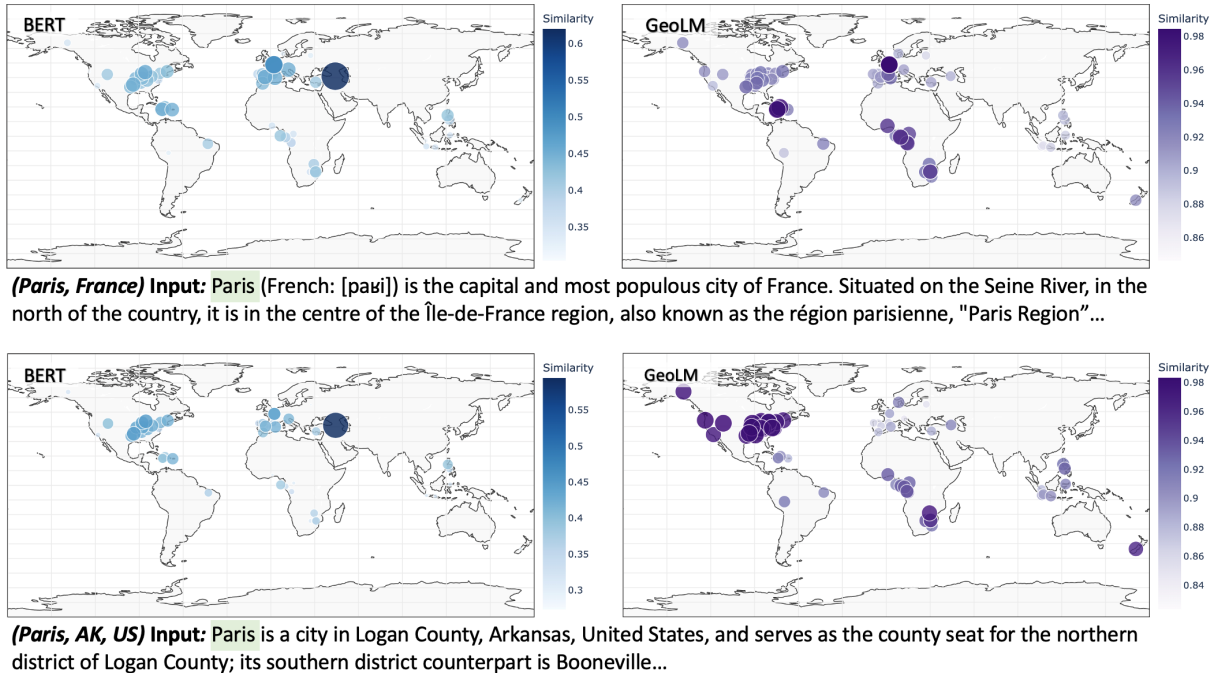 BERT
Similarity
0.6
0.55
0.5
0.45
0.4
0.35
GeoLM
Similarity
0.98
0.96
0.94
0.92
0.9
0.88
0.86
(Paris, France) Input: Paris (French: [paʁi]) is the capital and most populous city of France. Situated on the Seine River, in the
north of the country, it is in the centre of the Île-de-France region, also known as the région parisienne, "Paris Region”...
BERT
Similarity
0.55
0.5
0.45
0.4
0.35
0.3
GeoLM
Similarity
0.98
0.96
0.94
0.92
0.9
0.88
0.86
0.84
(Paris, AK, US) Input: Paris is a city in Logan County, Arkansas, United States, and serves as the county seat for the northern
district of Logan County; its southern district counterpart is Booneville...